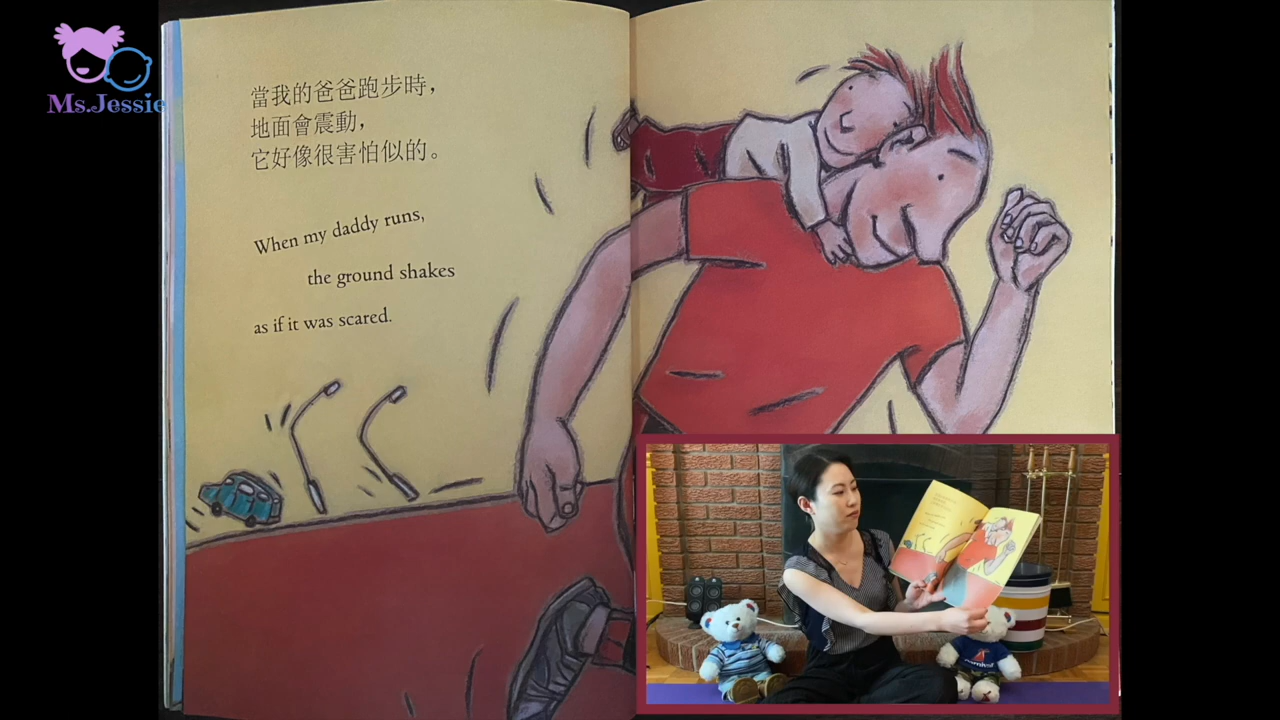 Ms.Jessie
當我的爸爸跑步時，
地面會震動，
它好像很害怕似的。
When my daddy runs,
the ground shakes
as if it was scared.